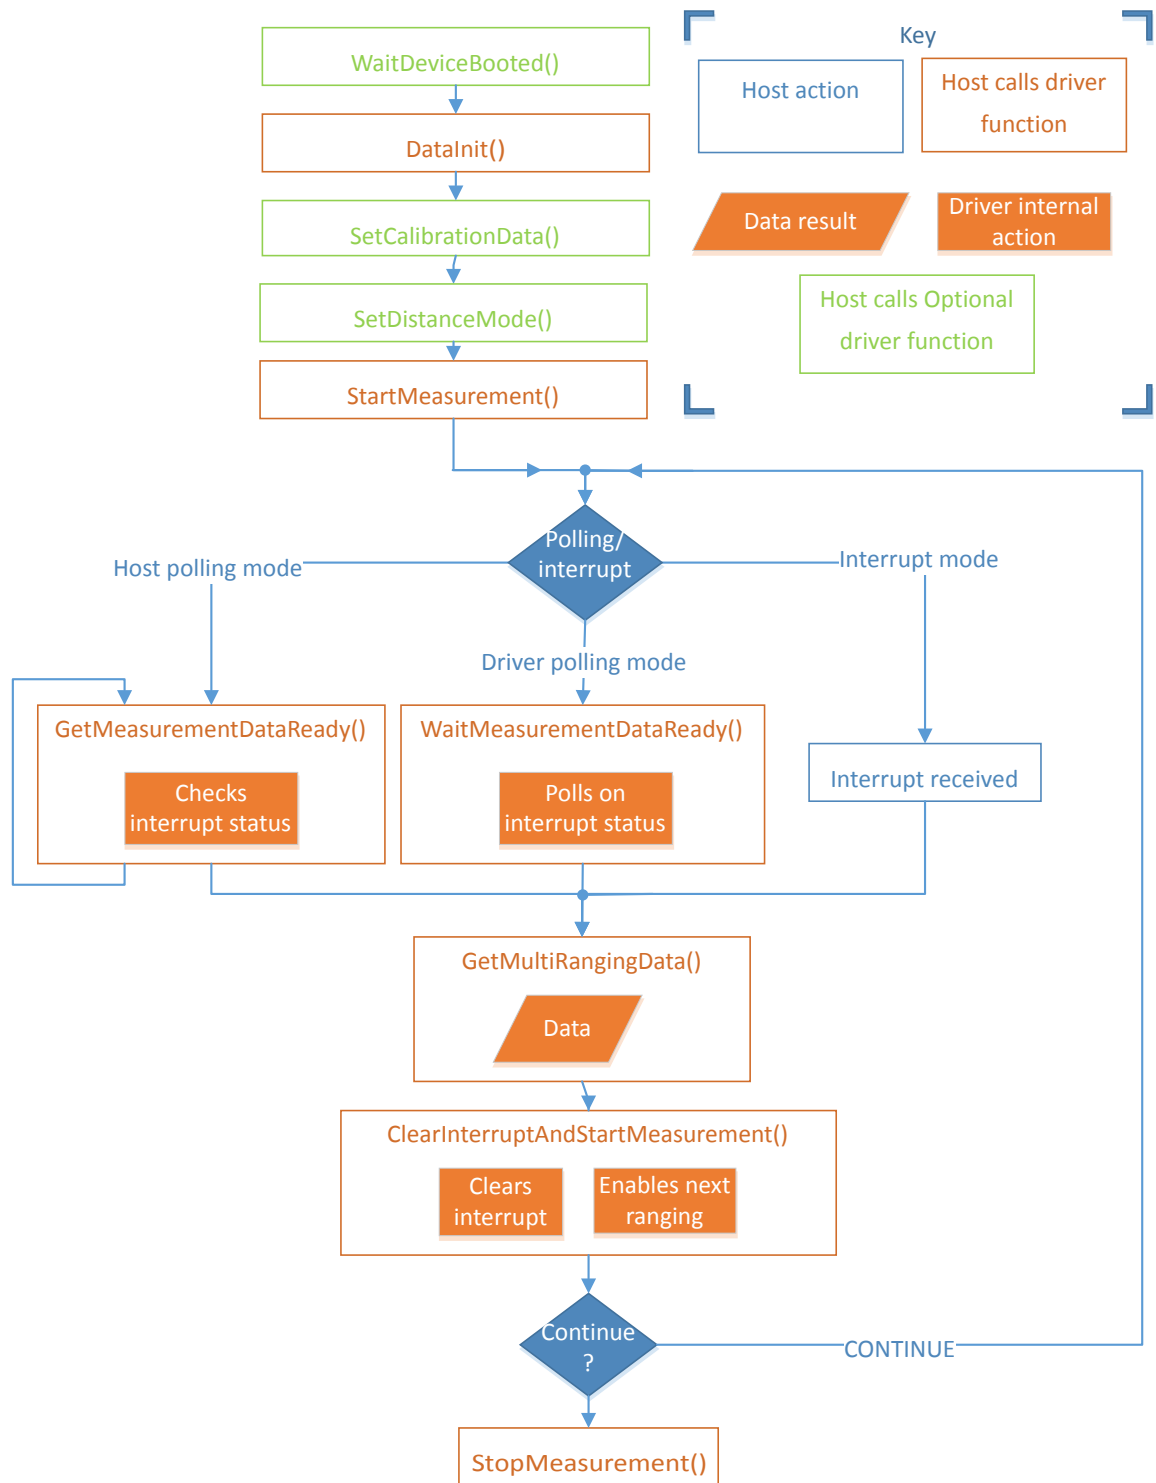 WaitDeviceBooted()
DataInit()
SetCalibrationData()
SetDistanceMode()
StartMeasurement()
Key
Host action
Host calls driver
function
Data result
Driver internal
action
Host calls Optional
driver function
Polling/
interrupt
Host polling mode
Interrupt mode
Driver polling mode
GetMeasurementDataReady()
Checks
interrupt status
WaitMeasurementDataReady()
Polls on
interrupt status
Interrupt received
GetMultiRangingData()
Data
ClearInterruptAndStartMeasurement()
Clears
interrupt
Enables next
ranging
Continue
?
CONTINUE
StopMeasurement()